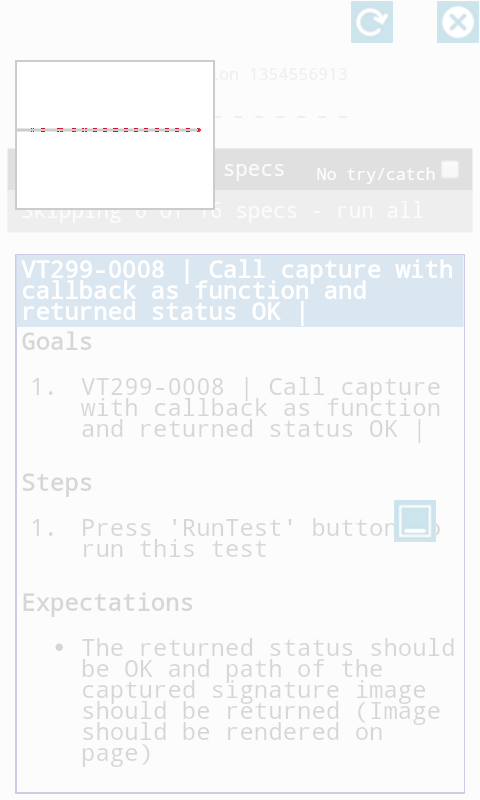 ion 1354556913
specs
No try/catch
Skipping 6 of 16 specs - run all
VT299-0008 | Call capture with
callback as function and
returned status OK |
Goals
1. VT299-0008 | Call capture
with callback as function
and returned status OK |
Steps
1. Press 'RunTest' button to
run this test
Expectations
• The returned status should
be OK and path of the
captured signature image
should be returned (Image
should be rendered on
page)